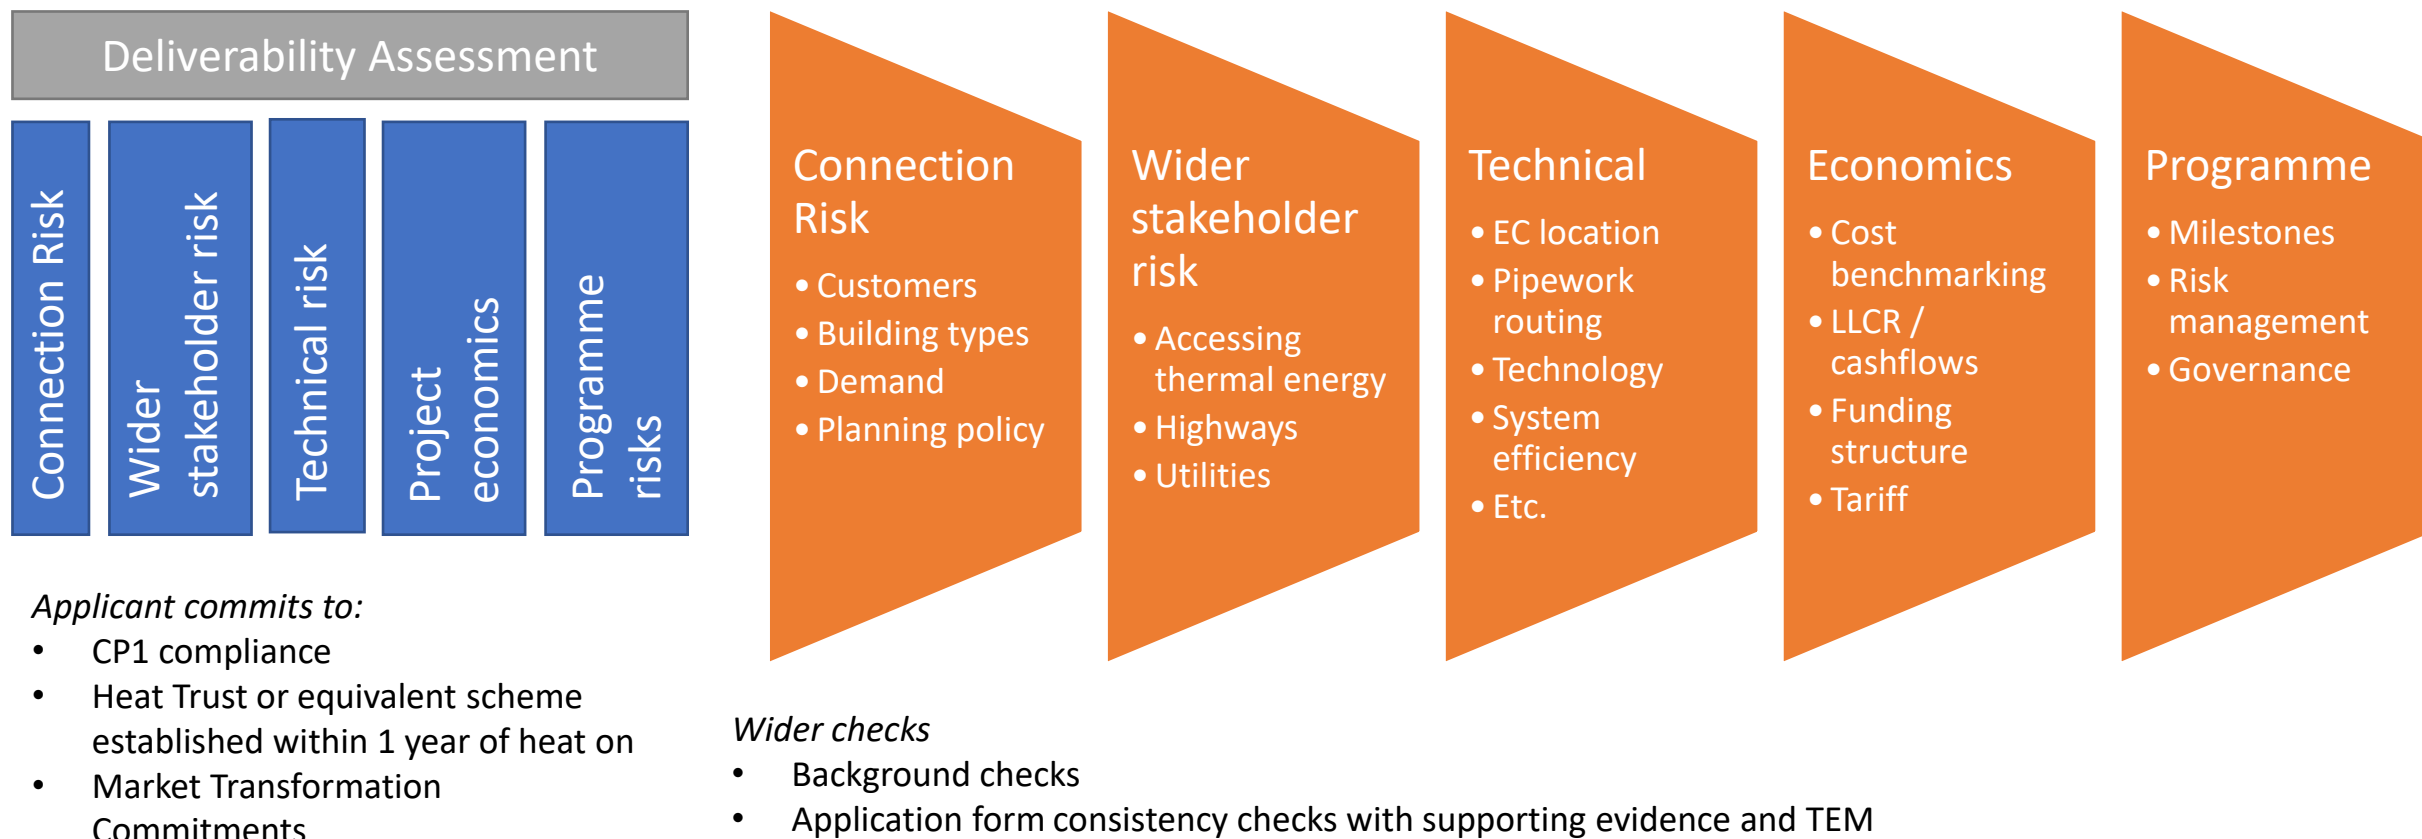 Deliverability Assessment
Connection Risk
Wider
stakeholder risk
Technical risk
Project
economics
Programme
risks
Applicant commits to:
• CP1 compliance
• Heat Trust or equivalent scheme
established within 1 year of heat on
• Market Transformation
Commitments
Connection
Risk
• Customers
• Building types
• Demand
• Planning policy
Wider
stakeholder
risk
• Accessing
thermal energy
• Highways
• Utilities
Technical
• EC location
• Pipework
routing
• Technology
• System
efficiency
• Etc.
Economics
• Cost
benchmarking
• LLCR /
cashflows
• Funding
structure
• Tariff
Programme
• Milestones
• Risk
management
• Governance
Wider checks
• Background checks
• Application form consistency checks with supporting evidence and TEM